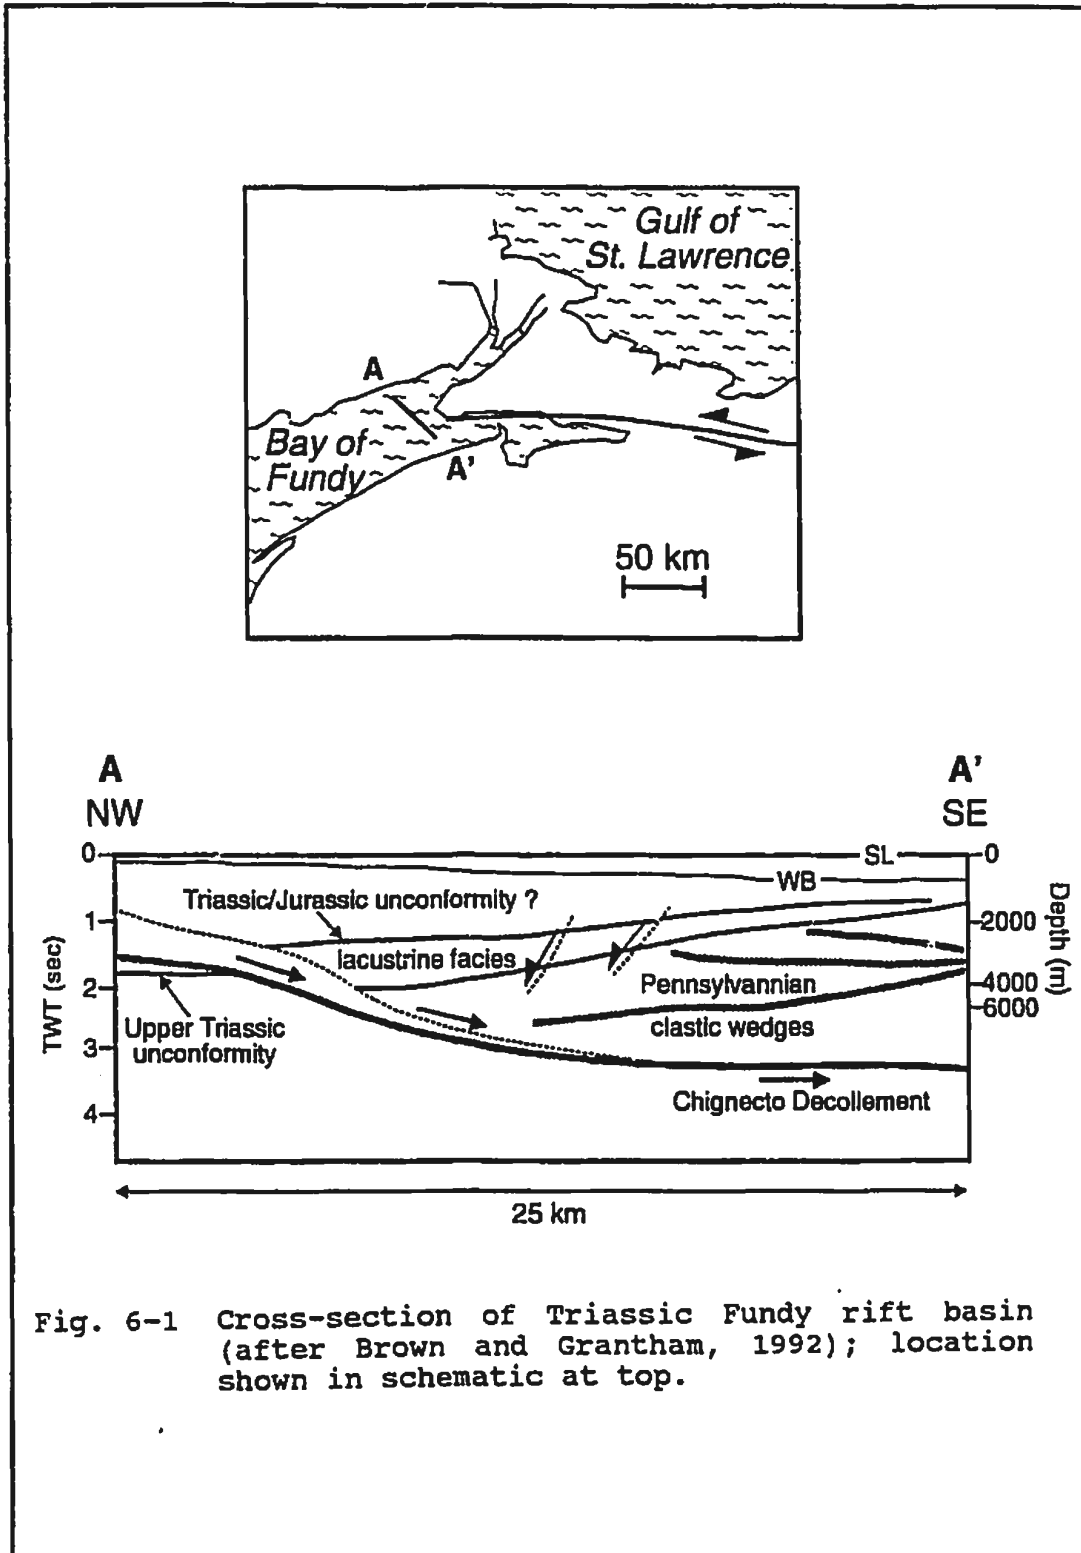 Gulf of
St. Lawrence
A
Bay of
Fundy
A'
50 km
A
NW
A'
SE
0
SL
0
WB
Triassic/Jurassic unconformity ?
1
2000
lacustrine facies
Depth (m)
TWT (sec)
Pennsylvannian
4000
2
6000
Upper Triassic
unconformity
clastic wedges
3
Chignecto Decollement
4
25 km
Fig. 6-1 Cross-section of Triassic Fundy rift basin
(after Brown and Grantham, 1992); location
shown in schematic at top.